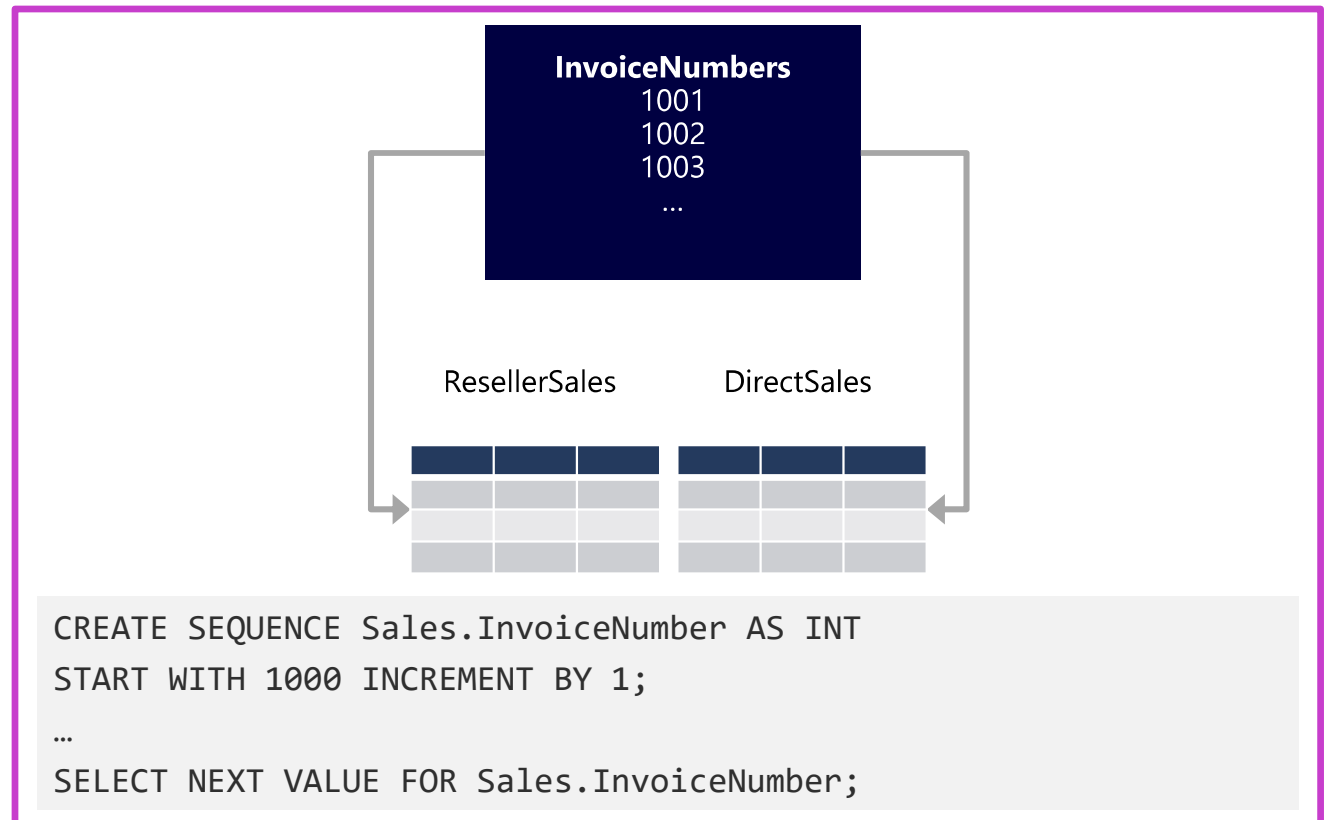 InvoiceNumbers
1001
1002
1003
…
ResellerSales
DirectSales
CREATE SEQUENCE Sales.InvoiceNumber AS INT
START WITH 1000 INCREMENT BY 1;
…
SELECT NEXT VALUE FOR Sales.InvoiceNumber;